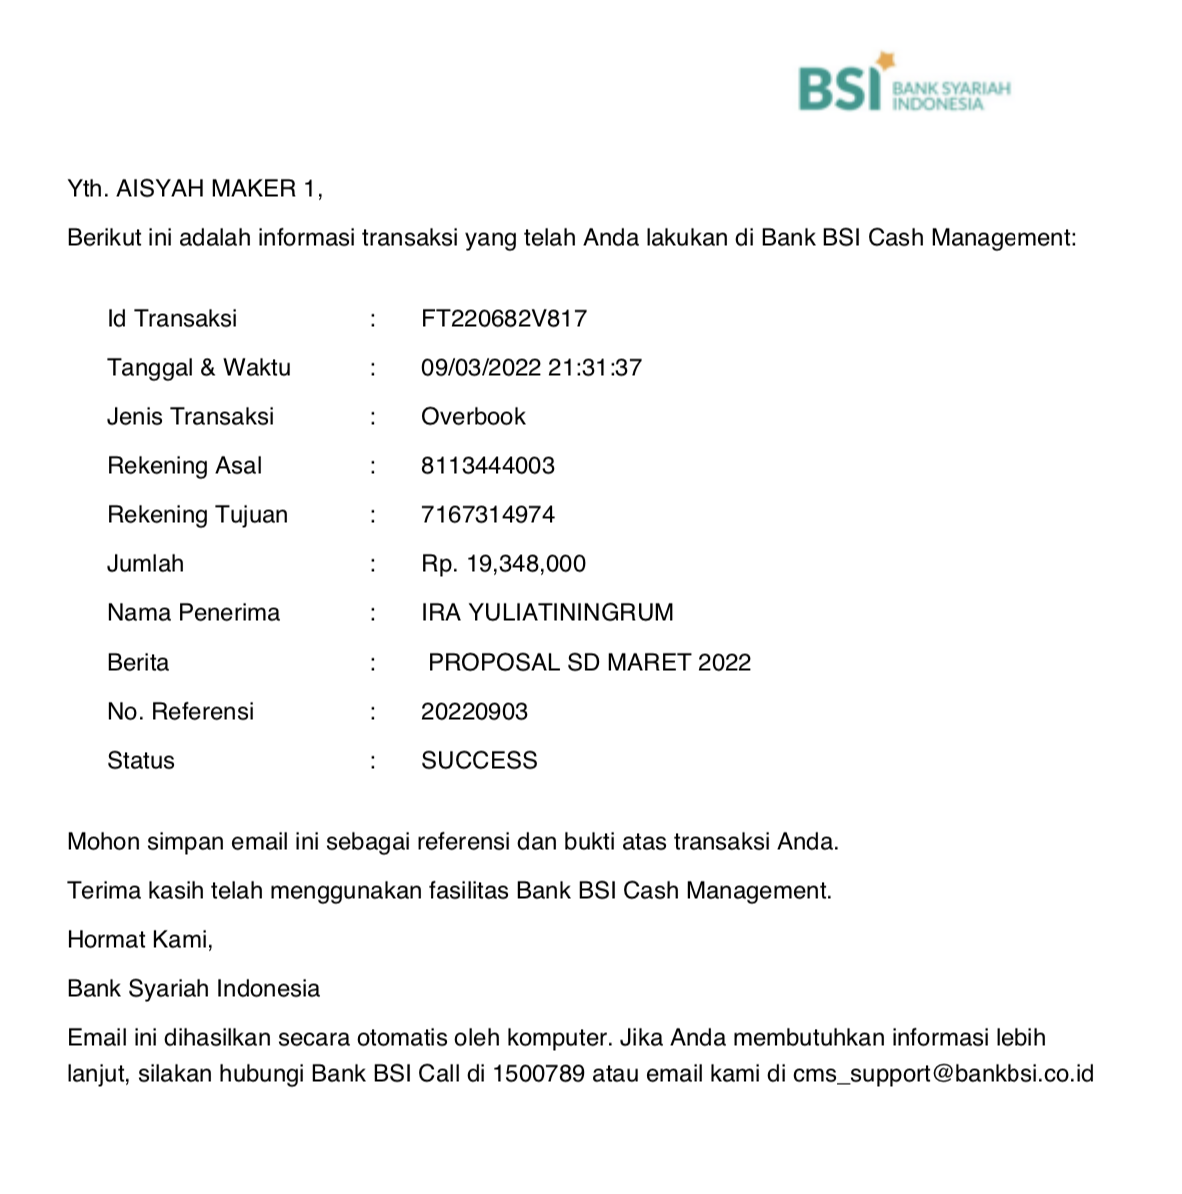 BSI BANK SYARIAH
INDONESIA
Yth. AISYAH MAKER 1,
Berikut ini adalah informasi transaksi yang telah Anda lakukan di Bank BSI Cash Management:
Id Transaksi : FT220682V817
Tanggal & Waktu : 09/03/2022 21:31:37
Jenis Transaksi : Overbook
Rekening Asal : 8113444003
Rekening Tujuan : 7167314974
Jumlah : Rp. 19,348,000
Nama Penerima : IRA YULIATININGRUM
Berita : PROPOSAL SD MARET 2022
No. Referensi : 20220903
Status : SUCCESS
Mohon simpan email ini sebagai referensi dan bukti atas transaksi Anda.
Terima kasih telah menggunakan fasilitas Bank BSI Cash Management.
Hormat Kami,
Bank Syariah Indonesia
Email ini dihasilkan secara otomatis oleh komputer. Jika Anda membutuhkan informasi lebih
lanjut, silakan hubungi Bank BSI Call di 1500789 atau email kami di cms_support@bankbsi.co.id